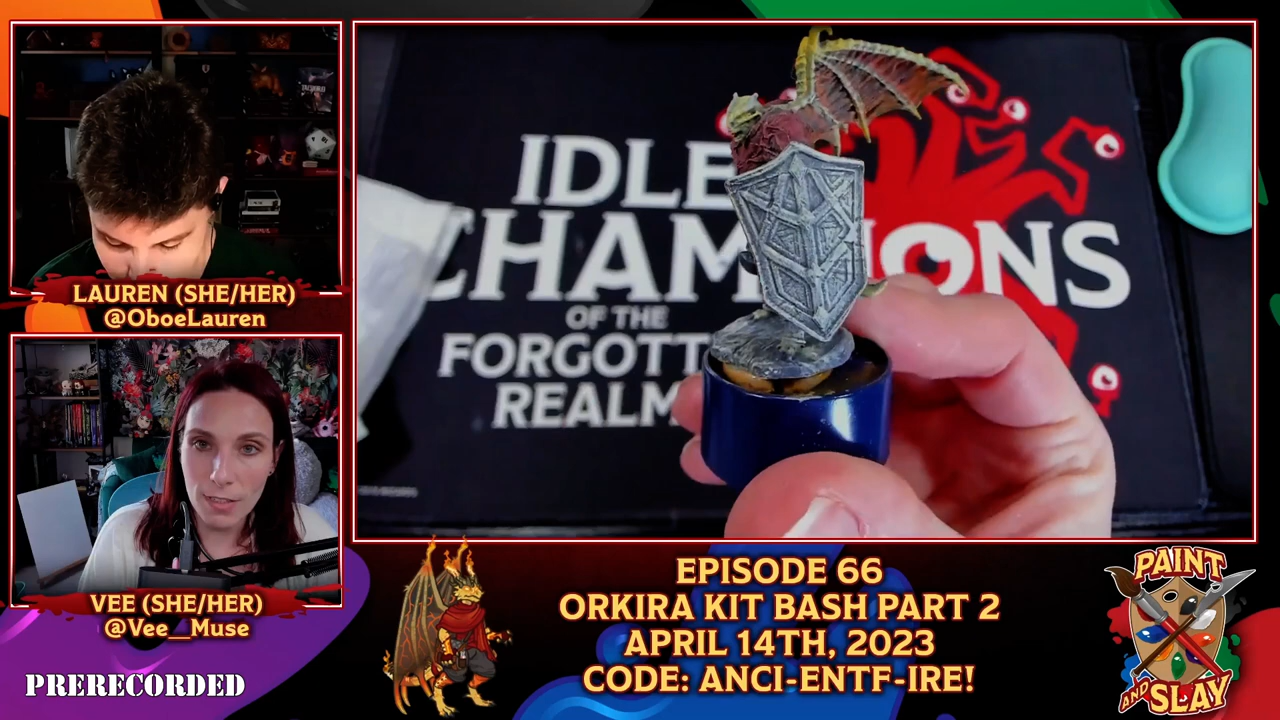 LAUREN (SHE/HER)
@OboeLauren
VEE (SHE/HER)
@Vee__Muse
PRERECORDED
IDLE
CHAM IONS
OF THE
FORGOTT
REALM
EPISODE 66
ORKIRA KIT BASH PART 2
APRIL 14TH, 2023
CODE: ANCI-ENTF-IRE!
PAINT
AND SLAY